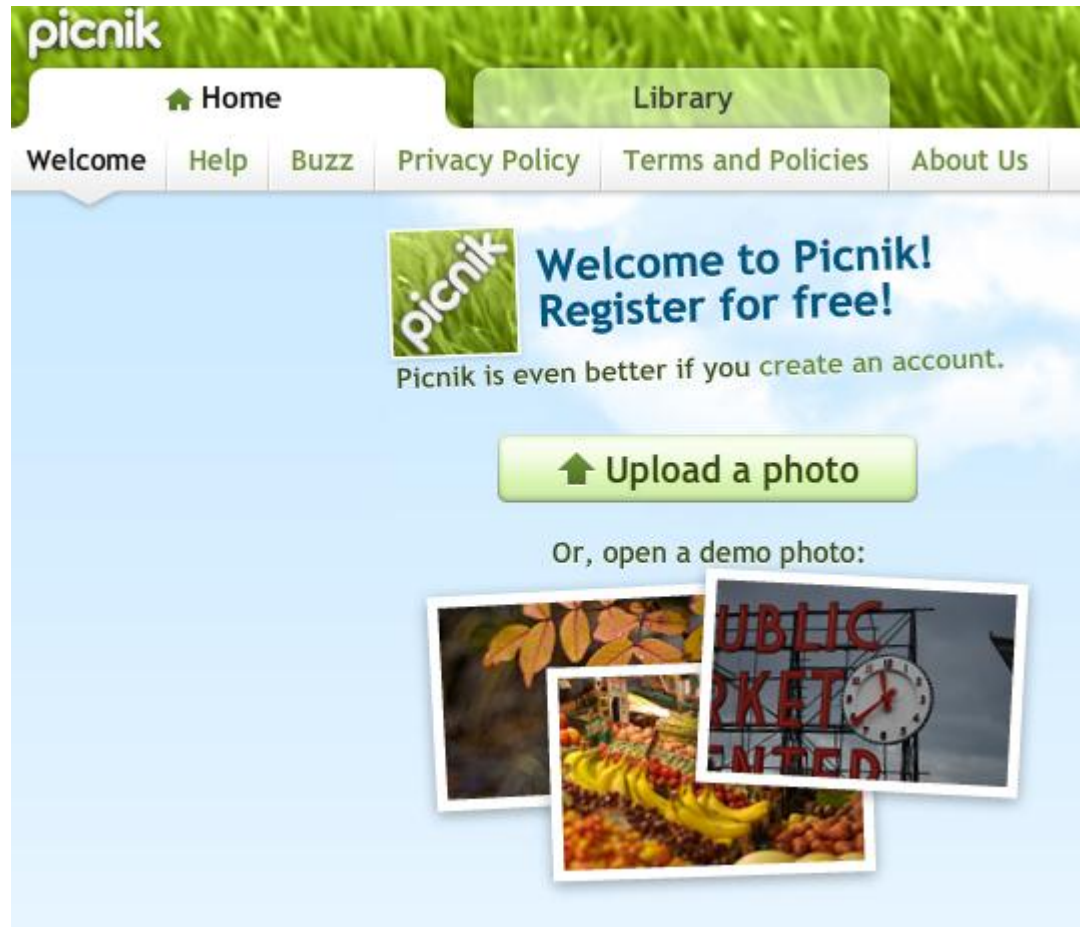 picnik
Home
Library
Welcome
Help
Buzz
Privacy Policy
Terms and Policies
About Us
picnik
Welcome to Picnik!
Register for free!
Picnik is even better if you create an account.
Upload a photo
Or, open a demo photo:
UBLIC
RKET
ENTER